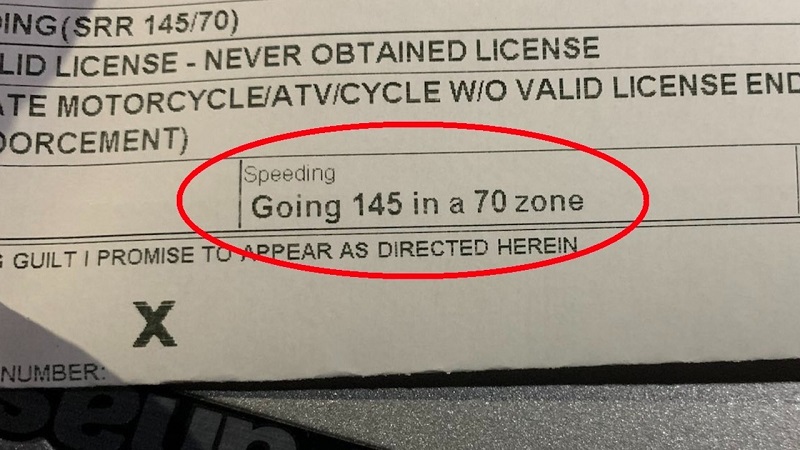 ING(SRR 145/70)
LID LICENSE - NEVER OBTAINED LICENSE
ATE MOTORCYCLE/ATV/CYCLE W/O VALID LICENSE END
DORCEMENT)
Speeding
Going 145 in a 70 zone
G GUILT I PROMISE TO APPEAR AS DIRECTED HEREIN
X
NUMBER: